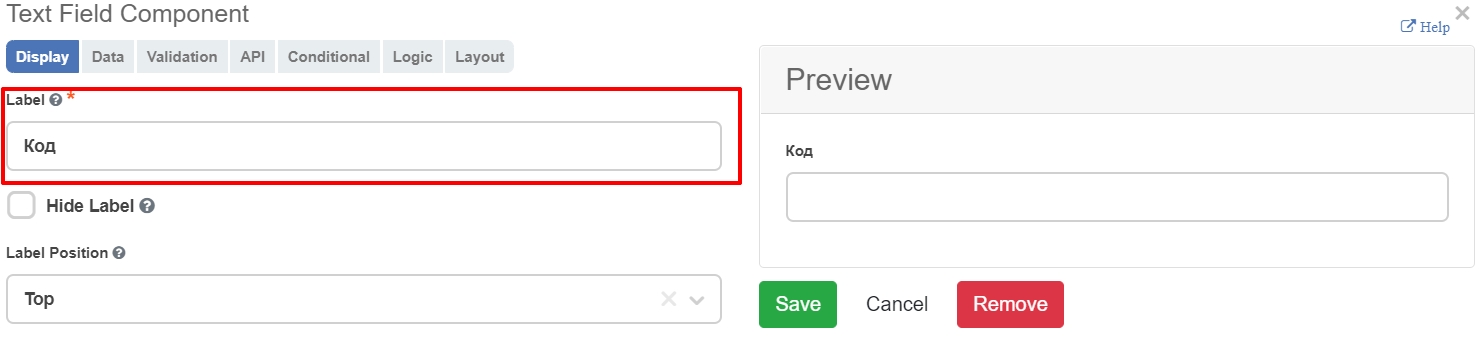 Text Field Component
Help
Display Data Validation API Conditional Logic Layout
Label *
Код
Hide Label
Label Position
Top
Preview
Код
Save Cancel Remove